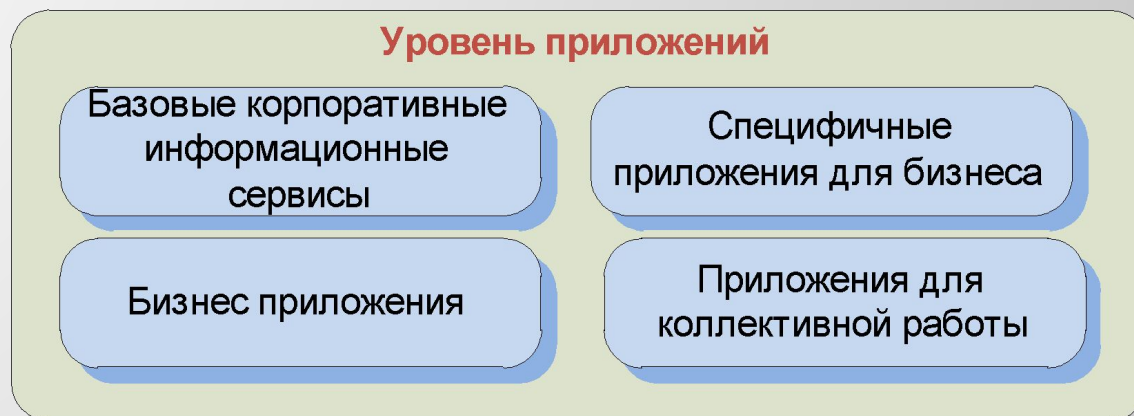 Уровень приложений
Базовые корпоративные
информационные
сервисы
Специфичные
приложения для бизнеса
Бизнес приложения
Приложения для
коллективной работы